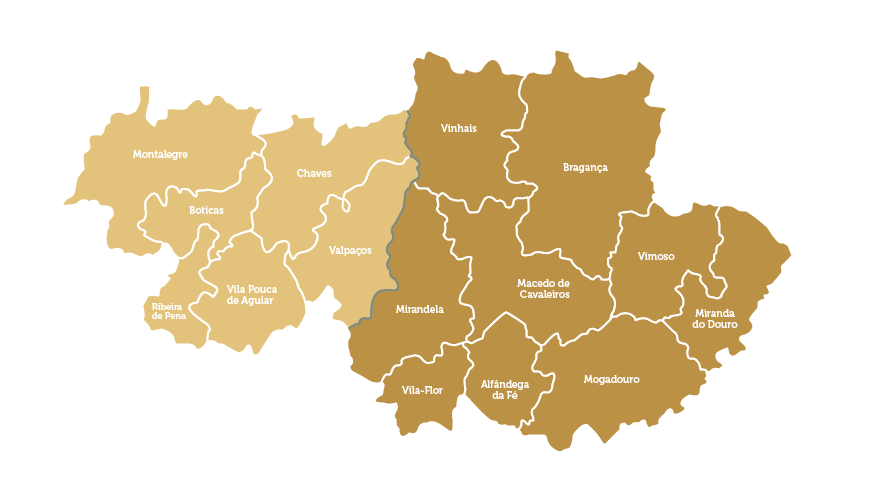 Vinhais
Montalegre
Bragança
Chaves
Boticas
Valpaços
Vimoso
Vila Pouca
de Aguiar
Macedo de
Cavaleiros
Ribeira
de Pena
Mirandela
Miranda
do Douro
Vila-Flor
Alfândega
da Fé
Mogadouro